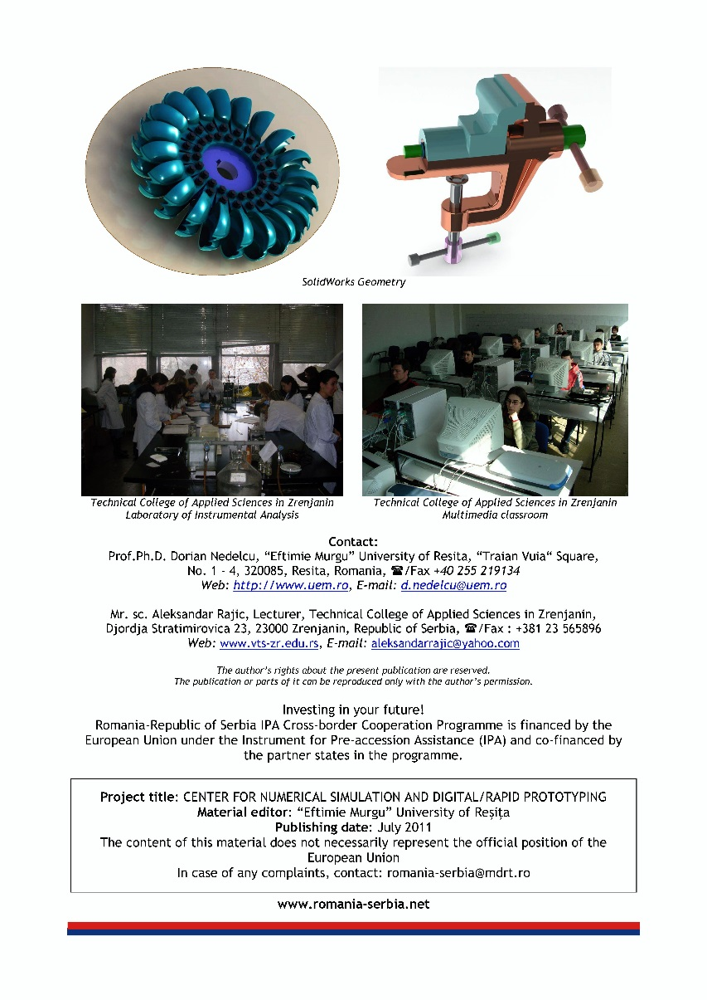 SolidWorks Geometry
Technical College of Applied Sciences in Zrenjanin
Laboratory of Instrumental Analysis
Technical College of Applied Sciences in Zrenjanin
Multimedia classroom
Contact:
Prof.Ph.D. Dorian Nedelcu, “Eftimie Murgu” University of Resita, “Traian Vuia“ Square,
No. 1 - 4, 320085, Resita, Romania, ☎/Fax +40 255 219134
Web: http://www.uem.ro, E-mail: d.nedelcu@uem.ro
Mr. sc. Aleksandar Rajic, Lecturer, Technical College of Applied Sciences in Zrenjanin,
Djordja Stratimirovica 23, 23000 Zrenjanin, Republic of Serbia, ☎/Fax : +381 23 565896
Web: www.vts-zr.edu.rs, E-mail: aleksandarrajic@yahoo.com
The author’s rights about the present publication are reserved.
The publication or parts of it can be reproduced only with the author’s permission.
Investing in your future!
Romania-Republic of Serbia IPA Cross-border Cooperation Programme is financed by the
European Union under the Instrument for Pre-accession Assistance (IPA) and co-financed by
the partner states in the programme.
Project title: CENTER FOR NUMERICAL SIMULATION AND DIGITAL/RAPID PROTOTYPING
Material editor: “Eftimie Murgu” University of Reşiţa
Publishing date: July 2011
The content of this material does not necessarily represent the official position of the
European Union
In case of any complaints, contact: romania-serbia@mdrt.ro
www.romania-serbia.net